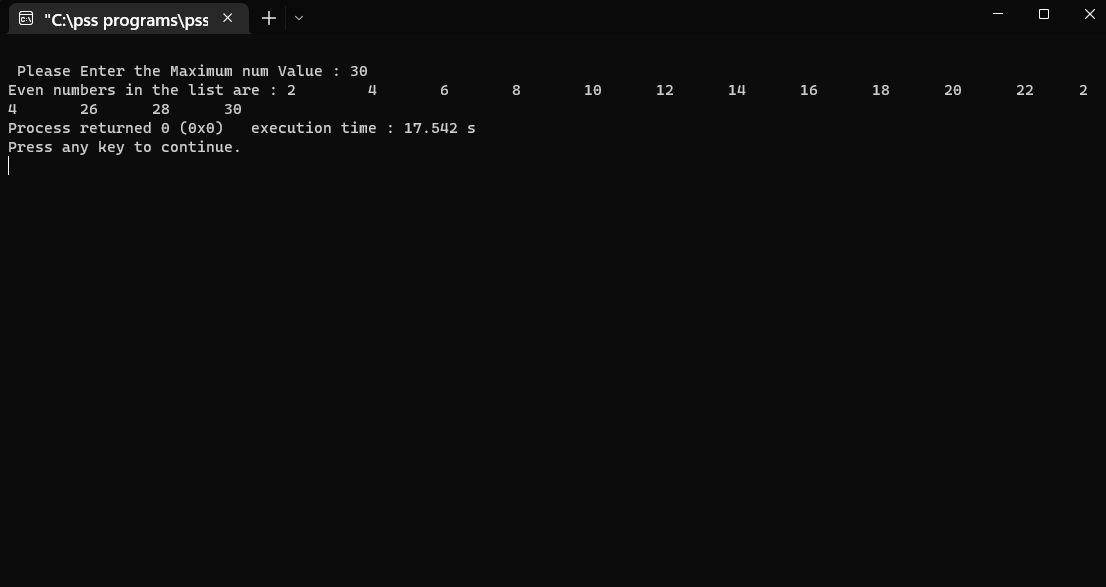 "C:\pss programs\pss
Please Enter the Maximum num Value : 30
Even numbers in the list are : 2        4       6       8       10      12      14      16      18      20      22     2
4       26      28      30
Process returned 0 (0x0)   execution time : 17.542 s
Press any key to continue.